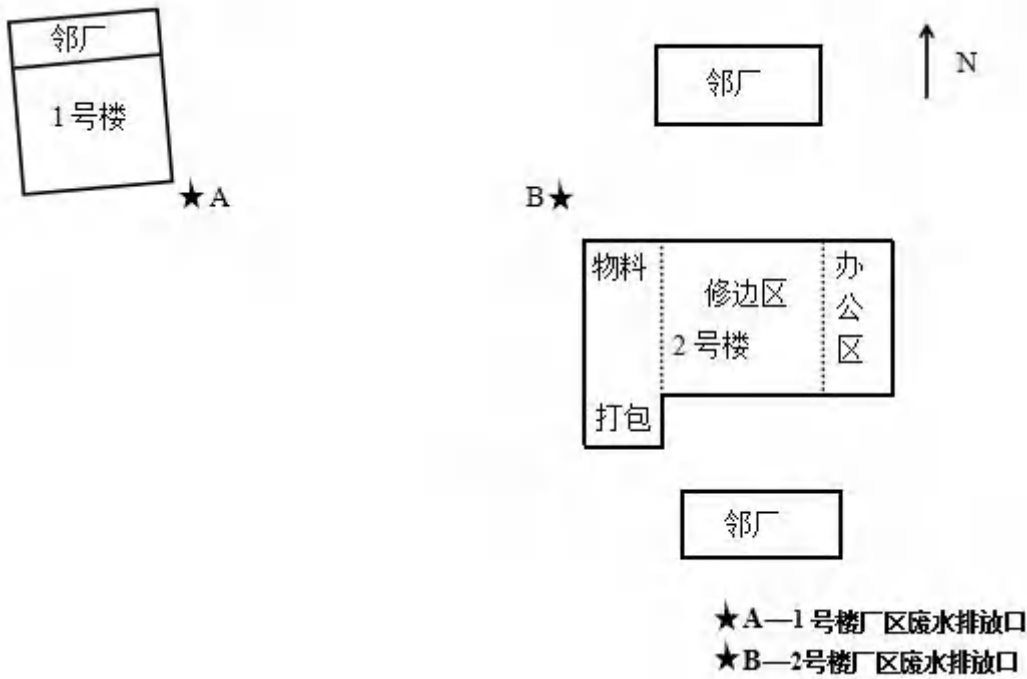 邻厂
1号楼
★A
邻厂
N
B★
物料
修边区
2号楼
办公区
打包
邻厂
★A—1号楼厂区废水排放口
★B—2号楼厂区废水排放口